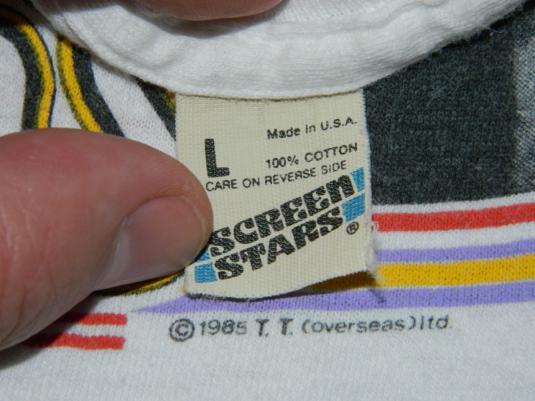 Made in U.S.A.
L
100% COTTON
CARE ON REVERSE SIDE
SCREEN
STARS®
©1985 T. T. (overseas)ltd.